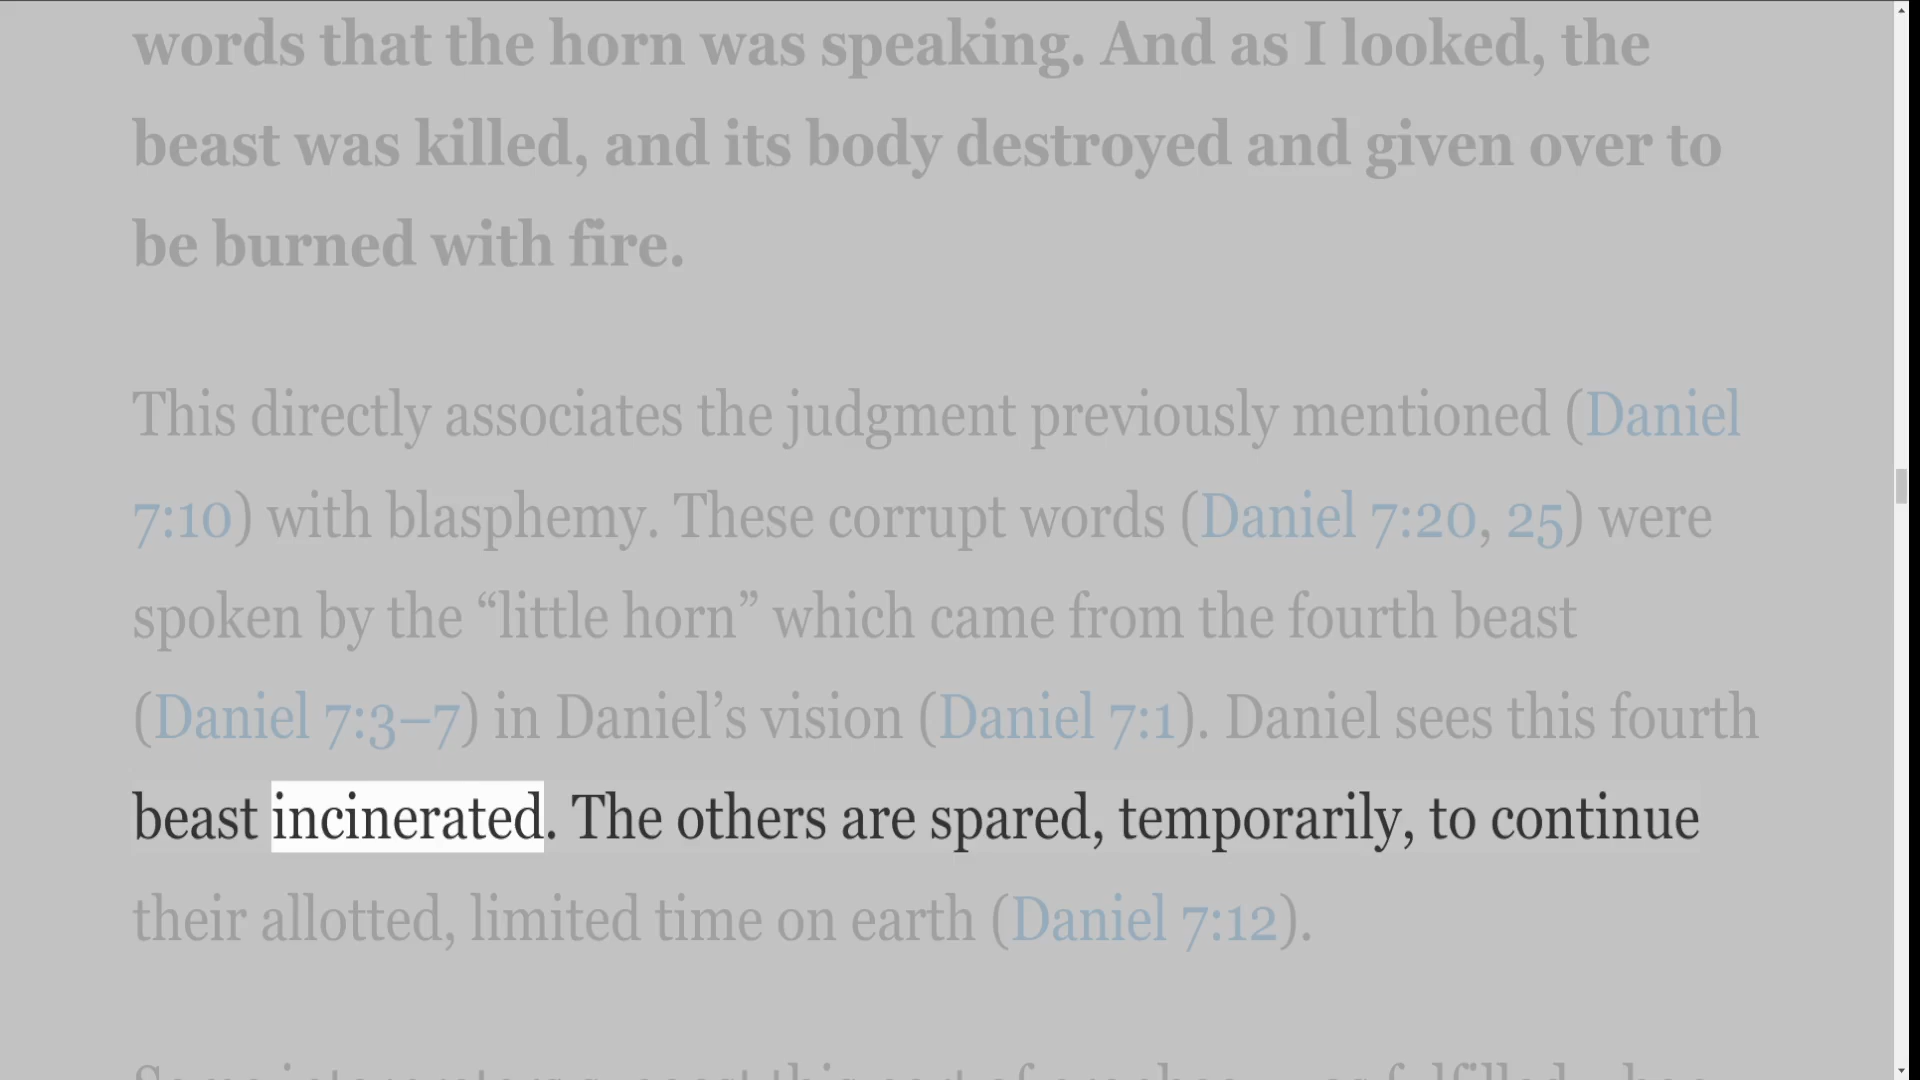 words that the horn was speaking. And as I looked, the
beast was killed, and its body destroyed and given over to
be burned with fire.
This directly associates the judgment previously mentioned (Daniel
7:10) with blasphemy. These corrupt words (Daniel 7:20, 25) were
spoken by the “little horn” which came from the fourth beast
(Daniel 7:3–7) in Daniel’s vision (Daniel 7:1). Daniel sees this fourth
beast incinerated. The others are spared, temporarily, to continue
their allotted, limited time on earth (Daniel 7:12).